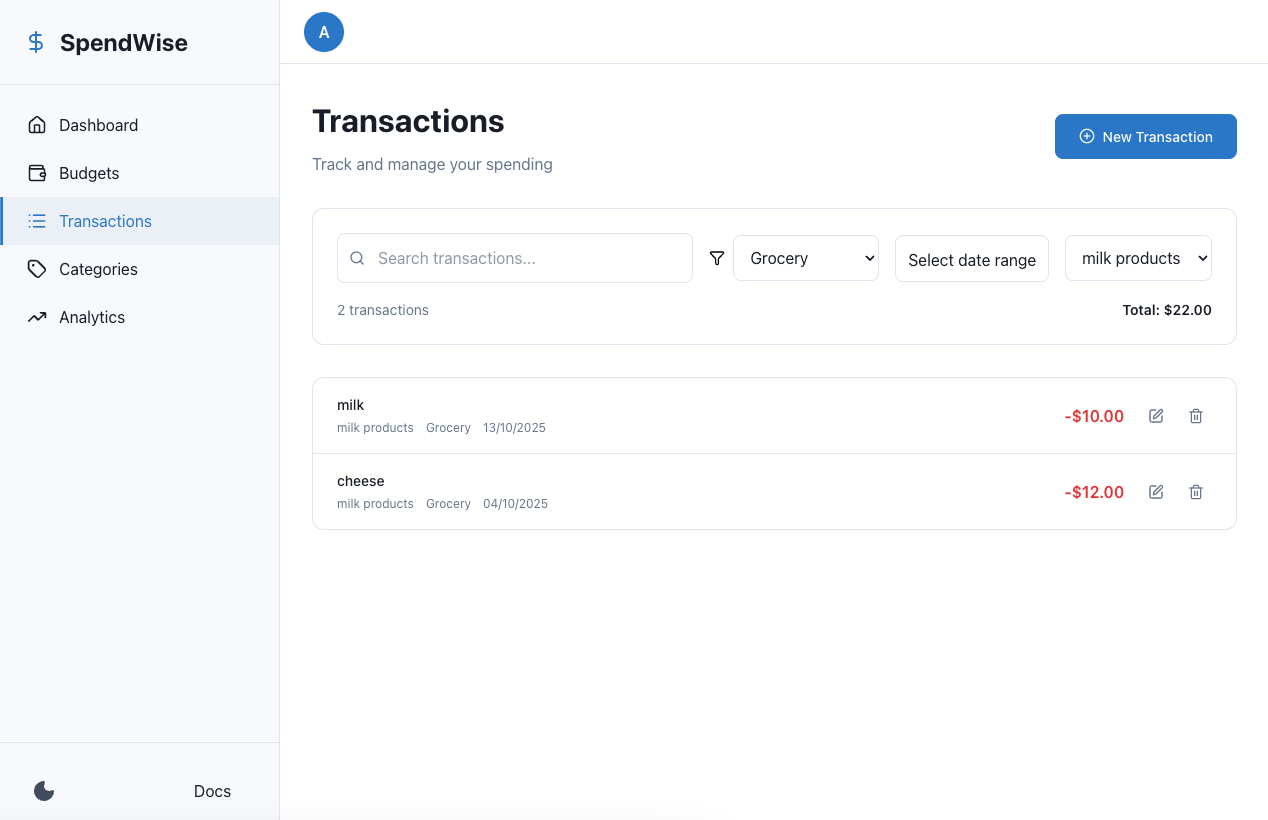 SpendWise
A
Dashboard
Budgets
Transactions
Categories
Analytics
Docs
Transactions
Track and manage your spending
New Transaction
Search transactions...
Grocery
Select date range
milk products
2 transactions
Total: $22.00
milk
milk products Grocery 13/10/2025
-$10.00
cheese
milk products Grocery 04/10/2025
-$12.00